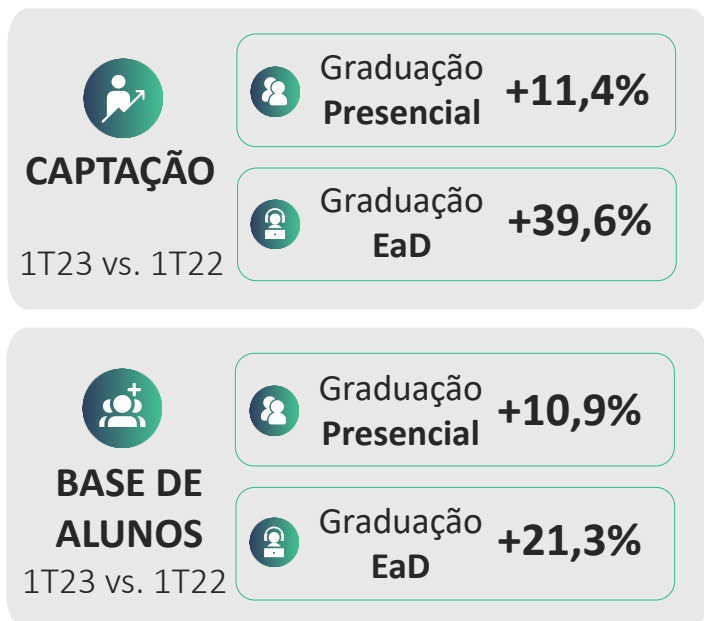 CAPTAÇÃO
1T23 vs. 1T22
Graduação
Presencial
+11,4%
Graduação
EaD
+39,6%
BASE DE
ALUNOS
1T23 vs. 1T22
Graduação
Presencial
+10,9%
Graduação
EaD
+21,3%